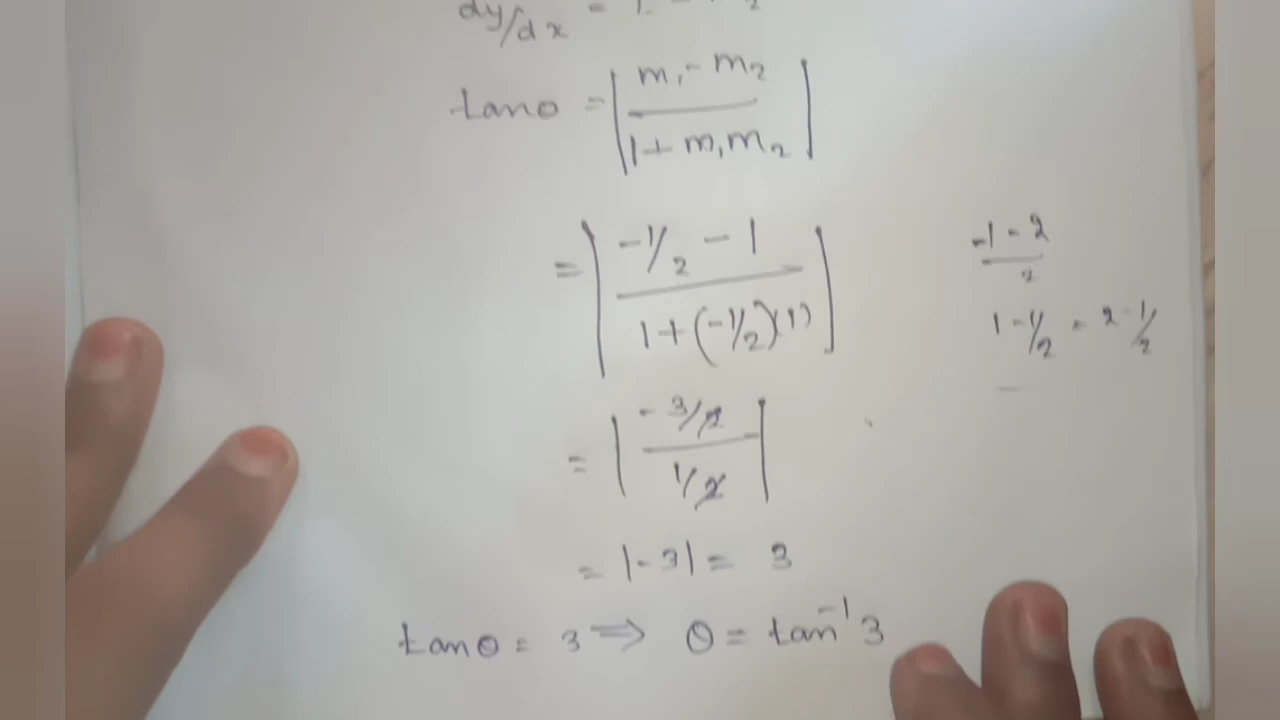 dy/dx =
tanθ = | m₁ - m₂ / 1 + m₁m₂ |
= | -1/2 - 1 / 1 + (-1/2)(1) |
-1 - 2 / 2
1 - 1/2 = 2 - 1/2
= | -3/2 / 1/2 |
= |-3| = 3
tanθ = 3 ⟹ θ = tan⁻¹3